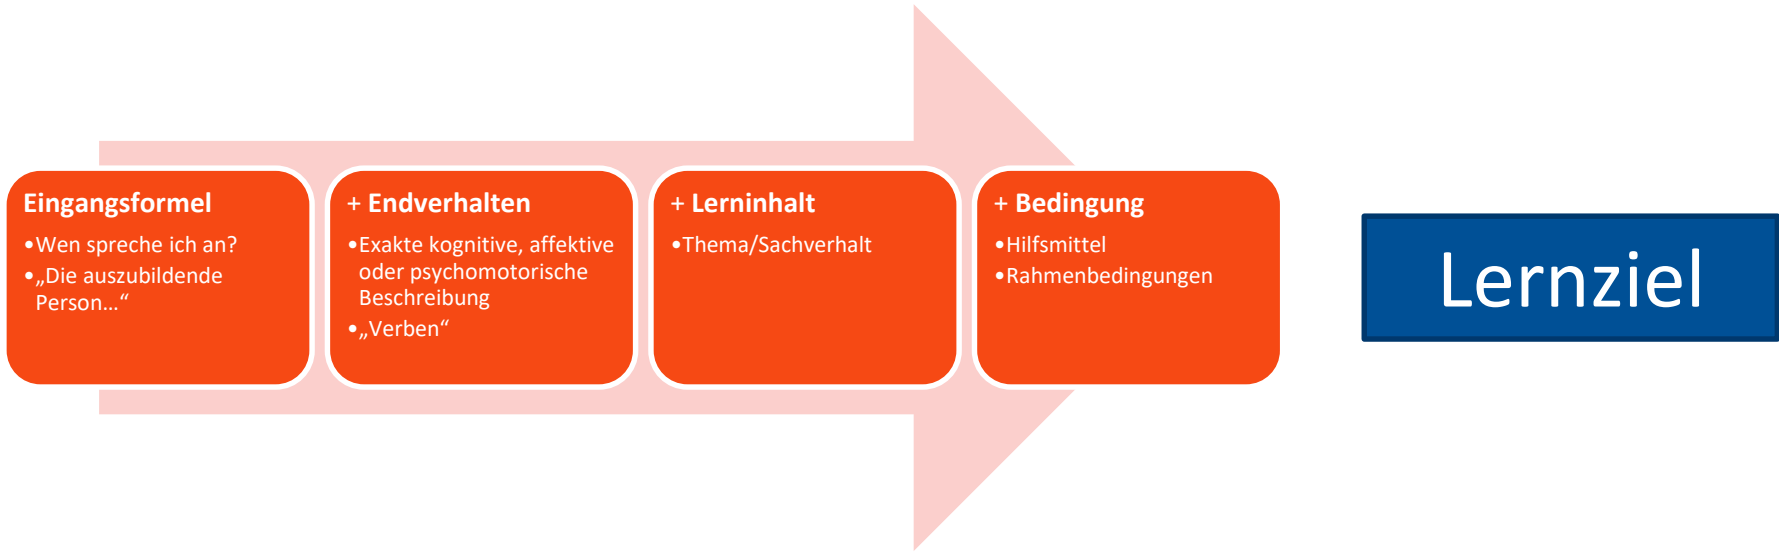 Eingangsformel
•Wen spreche ich an?
•„Die auszubildende
Person…“
+ Endverhalten
•Exakte kognitive, affektive
oder psychomotorische
Beschreibung
•„Verben“
+ Lerninhalt
•Thema/Sachverhalt
+ Bedingung
•Hilfsmittel
•Rahmenbedingungen
Lernziel